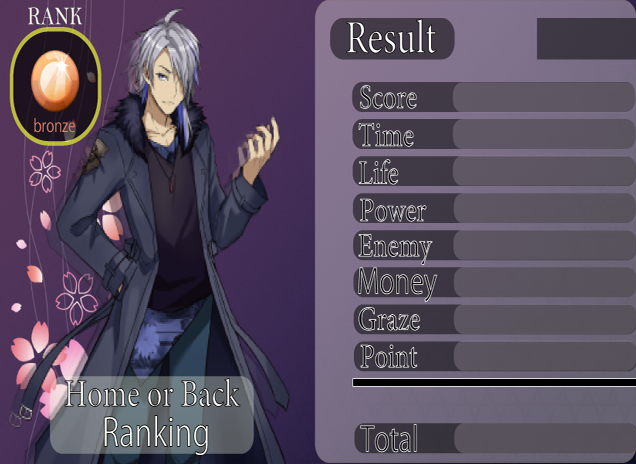 RANK
bronze
Home or Back
Ranking
Result
Score
Time
Life
Power
Enemy
Money
Graze
Point
Total